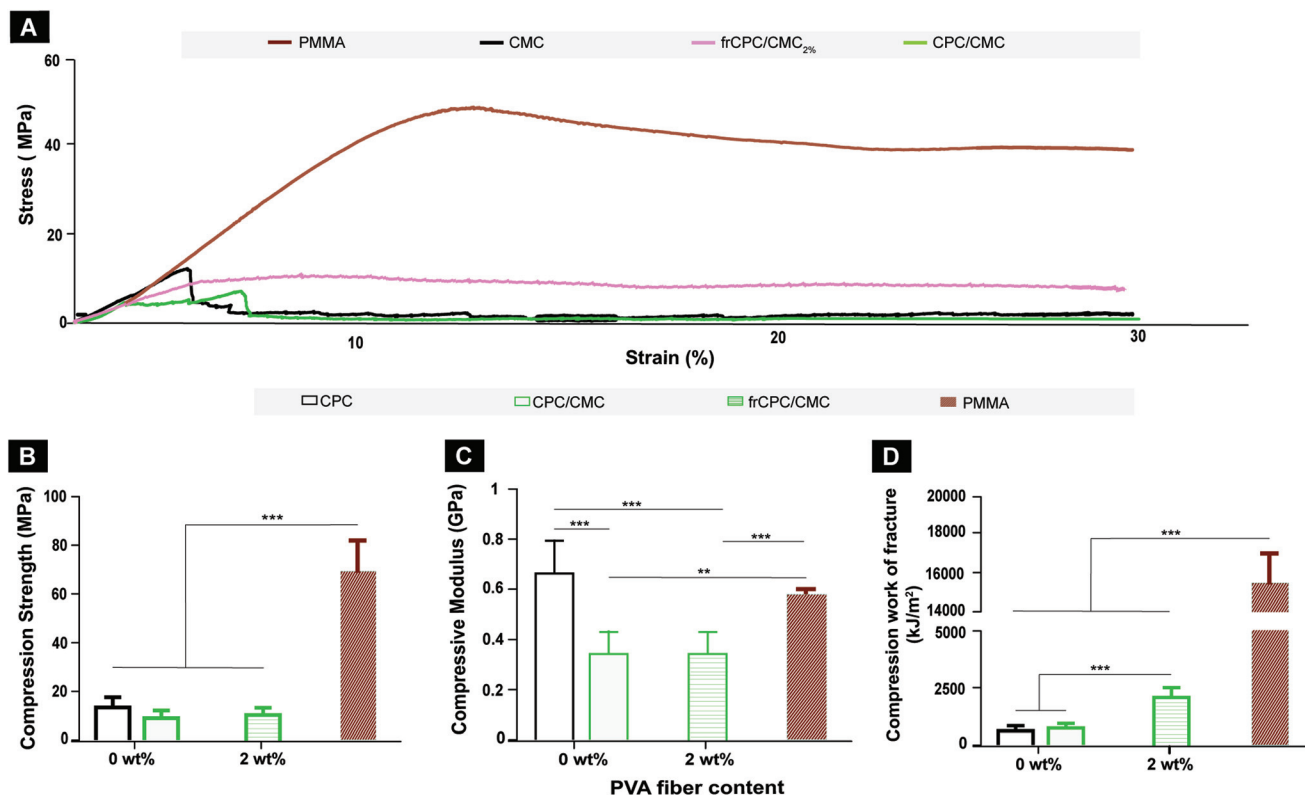 A
PMMA CMC frCPC/CMC2% CPC/CMC
60
40
20
0
Stress ( MPa)
10 20 30
Strain (%)
CPC CPC/CMC frCPC/CMC PMMA
B
Compression Strength (MPa)
100
80
60
40
20
0
***
0 wt% 2 wt%
C
Compressive Modulus (GPa)
1
0.8
0.6
0.4
0.2
0
***
***
***
**
0 wt% 2 wt%
PVA fiber content
D
Compression work of fracture
(kJ/m²)
20000
18000
16000
14000
5000
2500
0
***
***
0 wt% 2 wt%